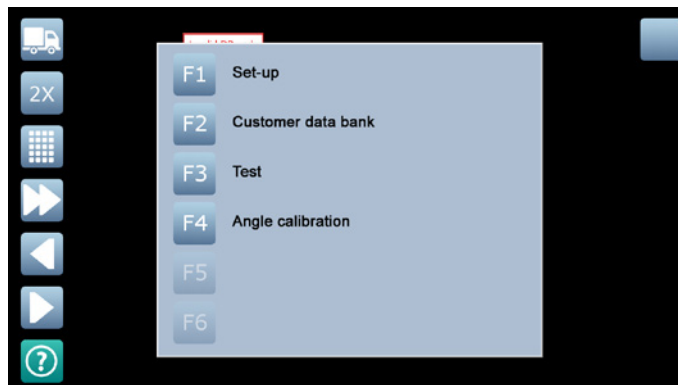 2X
F1 Set-up
F2 Customer data bank
F3 Test
F4 Angle calibration
F5
F6
?